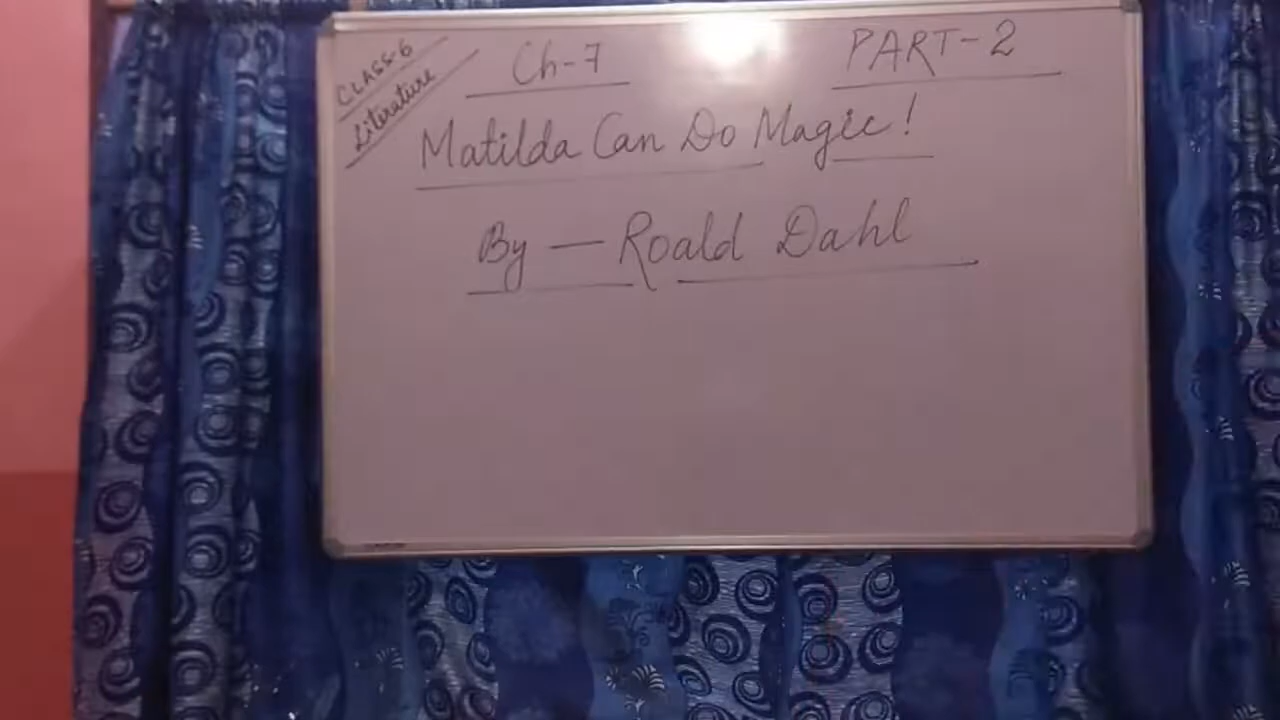 CLASS-6
Literature
Ch-7
PART-2
Matilda Can Do Magic!
By — Roald Dahl